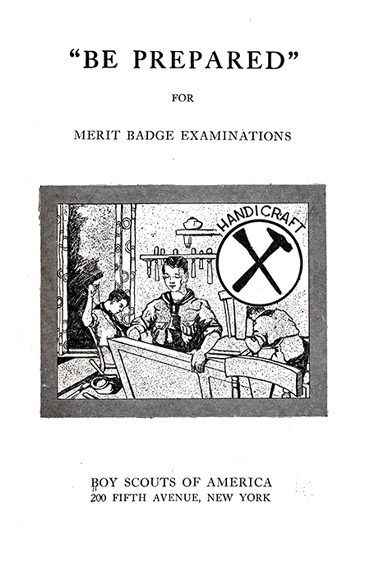 “BE PREPARED”
FOR
MERIT BADGE EXAMINATIONS
HANDICRAFT
BOY SCOUTS OF AMERICA
200 FIFTH AVENUE, NEW YORK